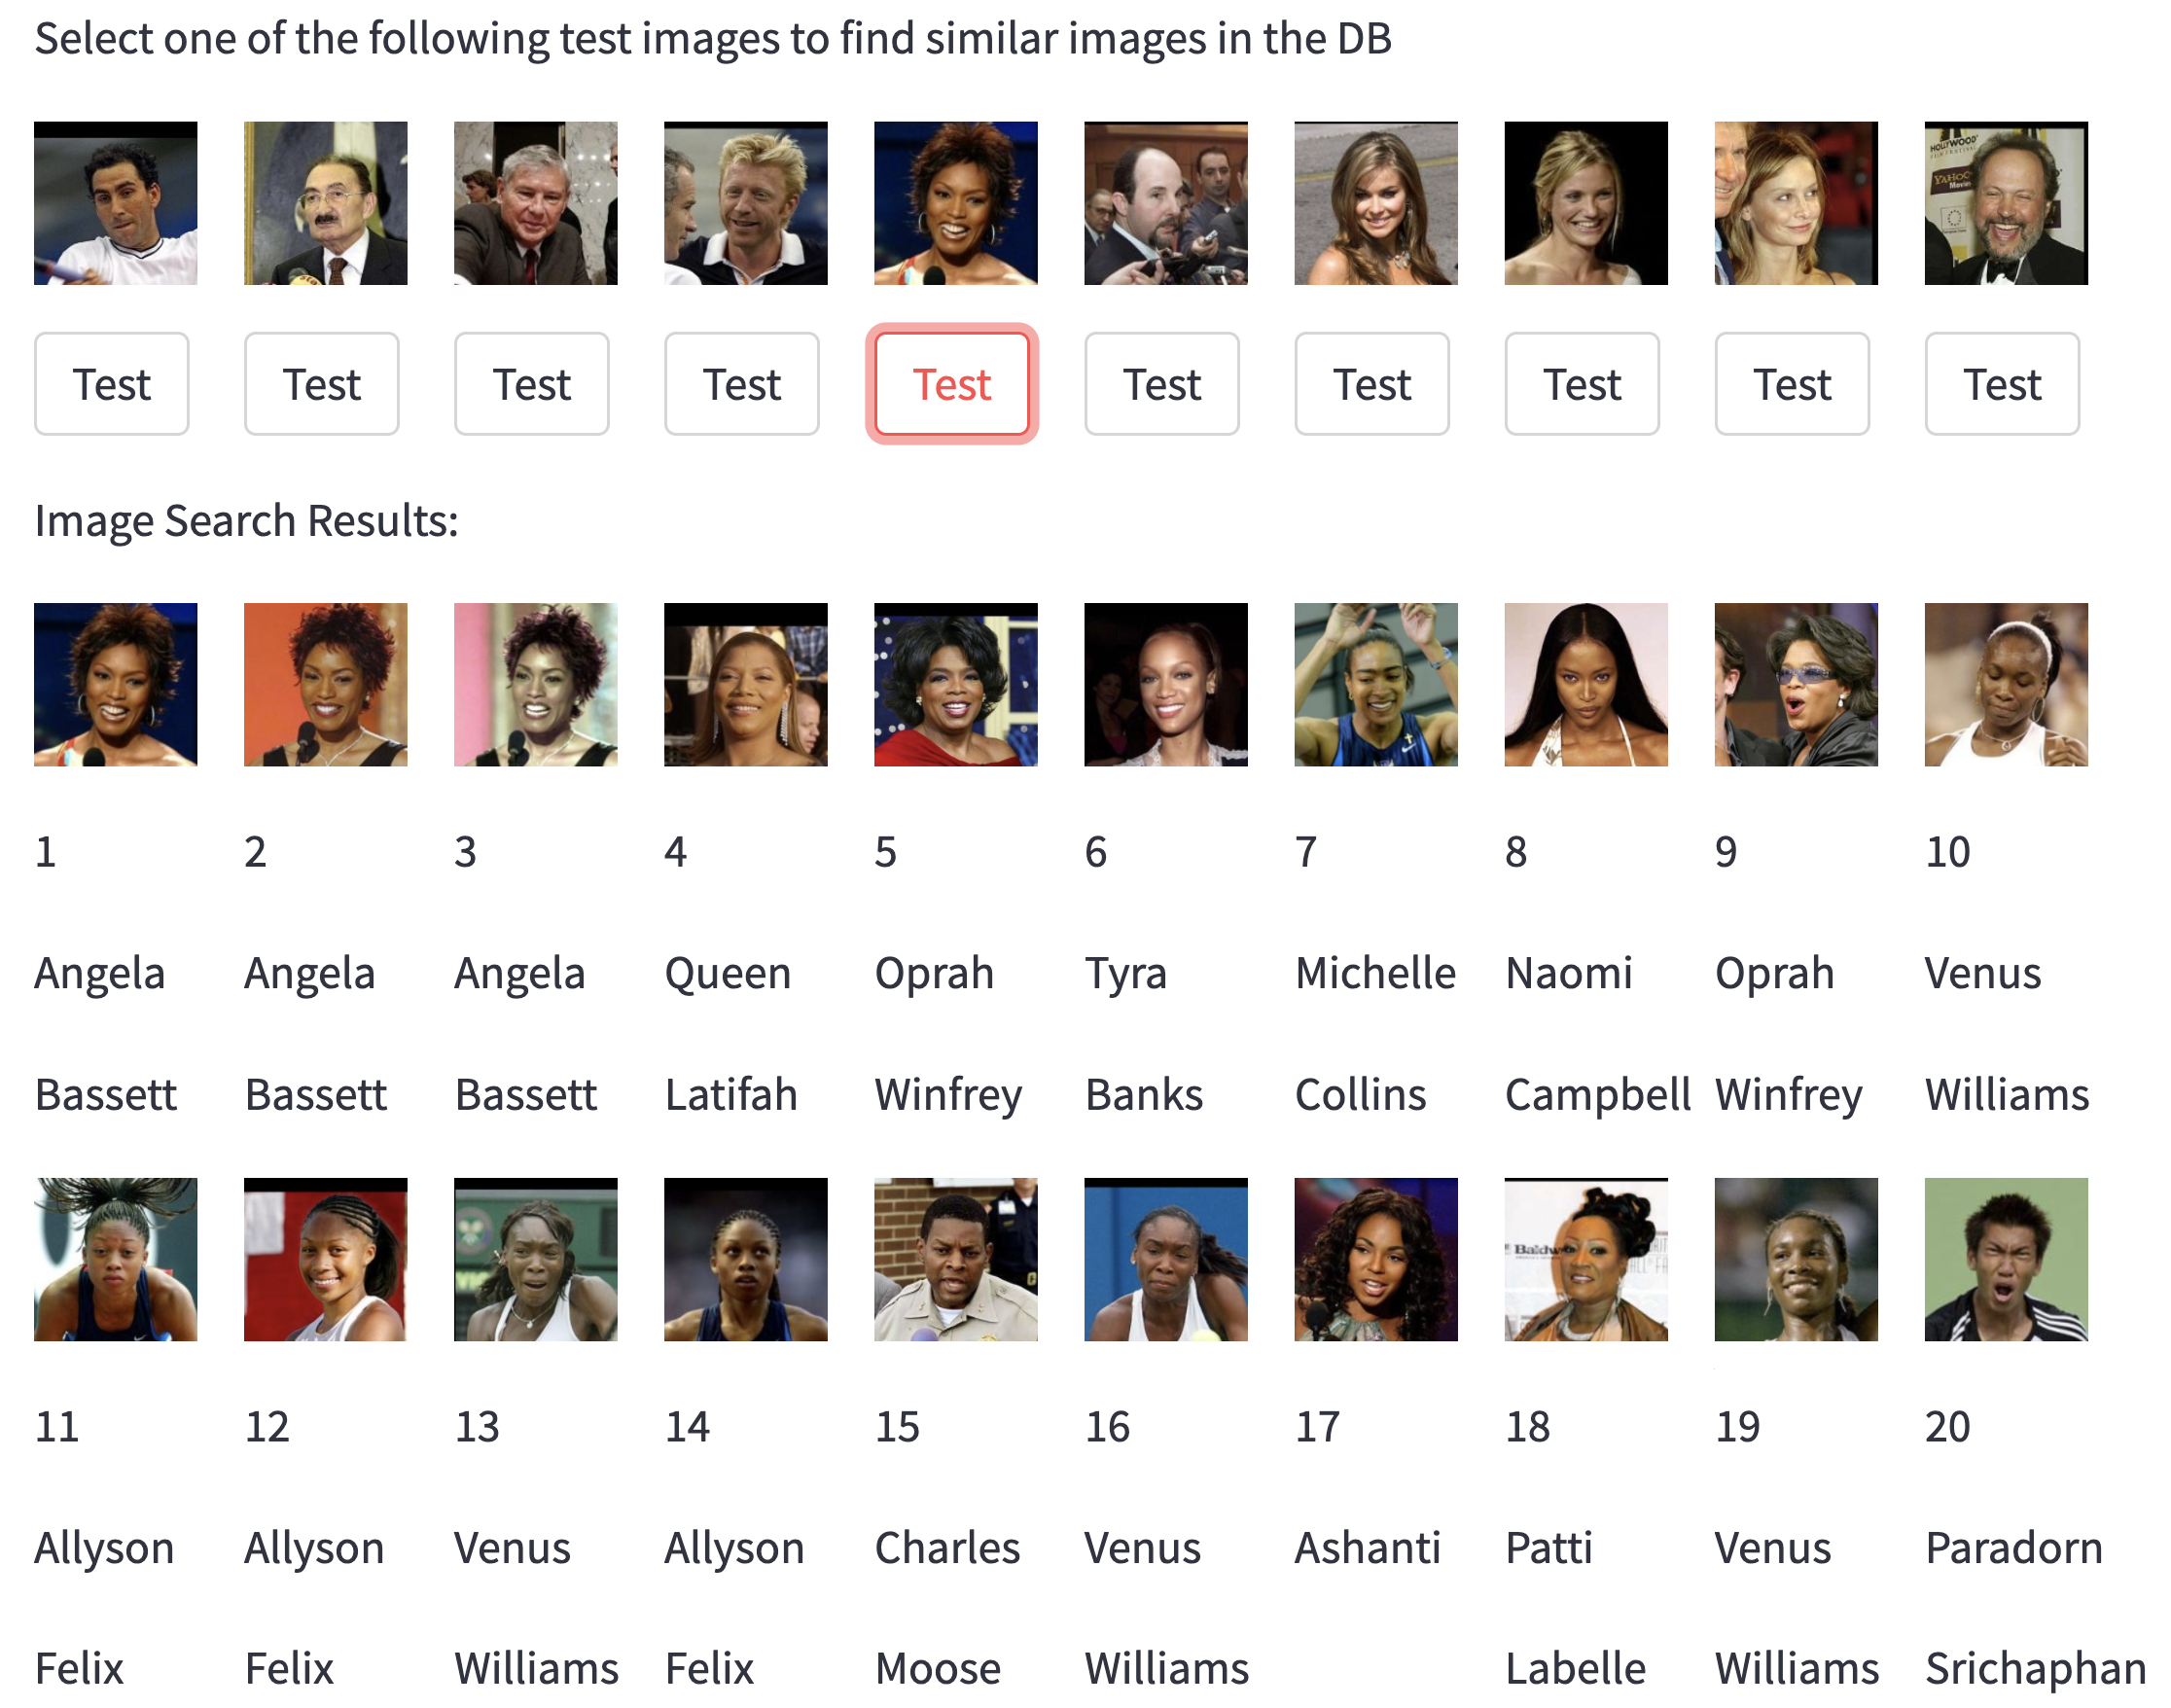 Select one of the following test images to find similar images in the DB
HOLLYWOOD
YAHOO
Movies
Test Test Test Test Test Test Test Test Test Test
Image Search Results:
1 2 3 4 5 6 7 8 9 10
Angela Angela Angela Queen Oprah Tyra Michelle Naomi Oprah Venus
Bassett Bassett Bassett Latifah Winfrey Banks Collins Campbell Winfrey Williams
Baldw
11 12 13 14 15 16 17 18 19 20
Allyson Allyson Venus Allyson Charles Venus Ashanti Patti Venus Paradorn
Felix Felix Williams Felix Moose Williams Labelle Williams Srichaphan